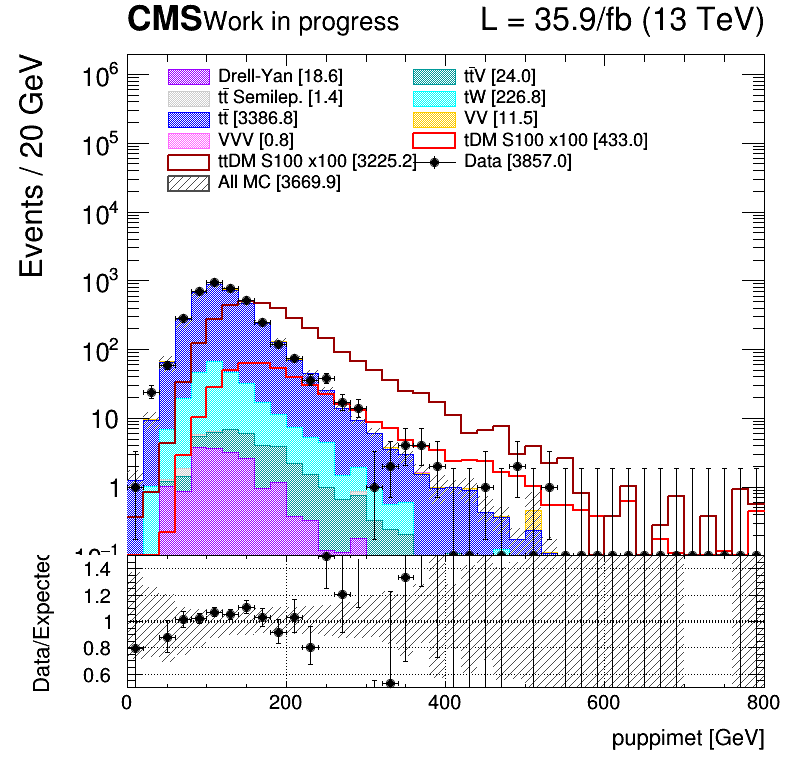 CMS Work in progress L = 35.9/fb (13 TeV)
Events / 20 GeV
10⁶
10⁵
10⁴
10³
10²
10
1
10⁻¹
Drell-Yan [18.6]
tt̄V [24.0]
tt̄ Semilep. [1.4]
tW [226.8]
tt̄ [3386.8]
VV [11.5]
VVV [0.8]
tDM S100 x100 [433.0]
ttDM S100 x100 [3225.2]
Data [3857.0]
All MC [3669.9]
Data/Expected
1.4
1.2
1
0.8
0.6
0 200 400 600 800
puppimet [GeV]